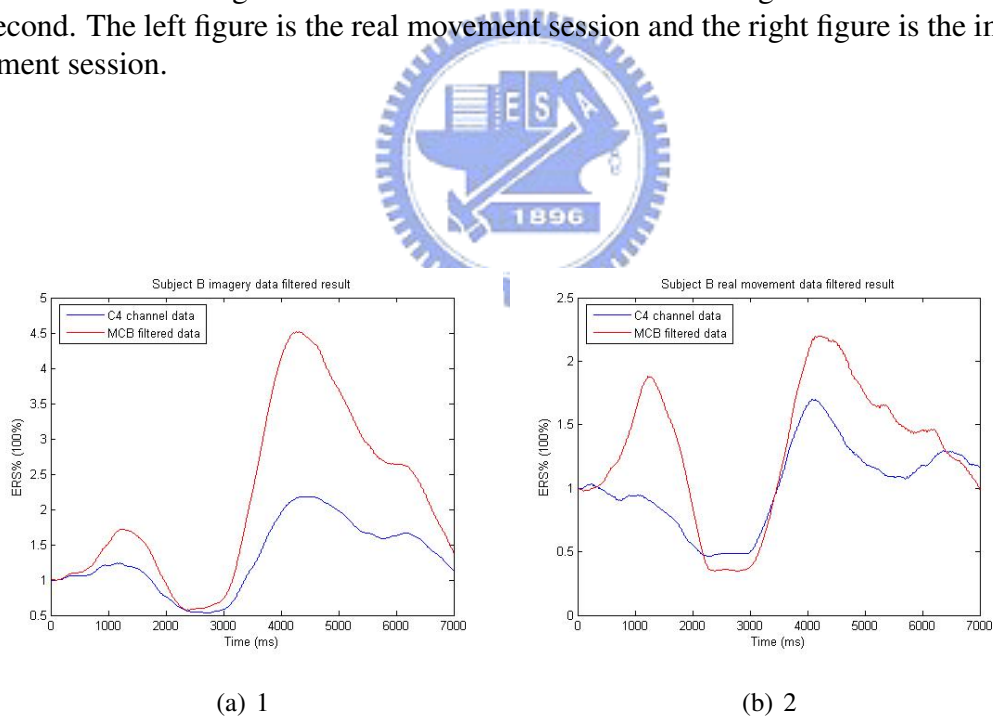 econd. The left figure is the real movement session and the right figure is the in
ment session.
E S A
1896
Subject B imagery data filtered result
C4 channel data
MCB filtered data
ERS% (100%)
5
4.5
4
3.5
3
2.5
2
1.5
1
0.5
0 1000 2000 3000 4000 5000 6000 7000
Time (ms)
(a) 1
Subject B real movement data filtered result
C4 channel data
MCB filtered data
ERS% (100%)
2.5
2
1.5
1
0.5
0
0 1000 2000 3000 4000 5000 6000 7000
Time (ms)
(b) 2